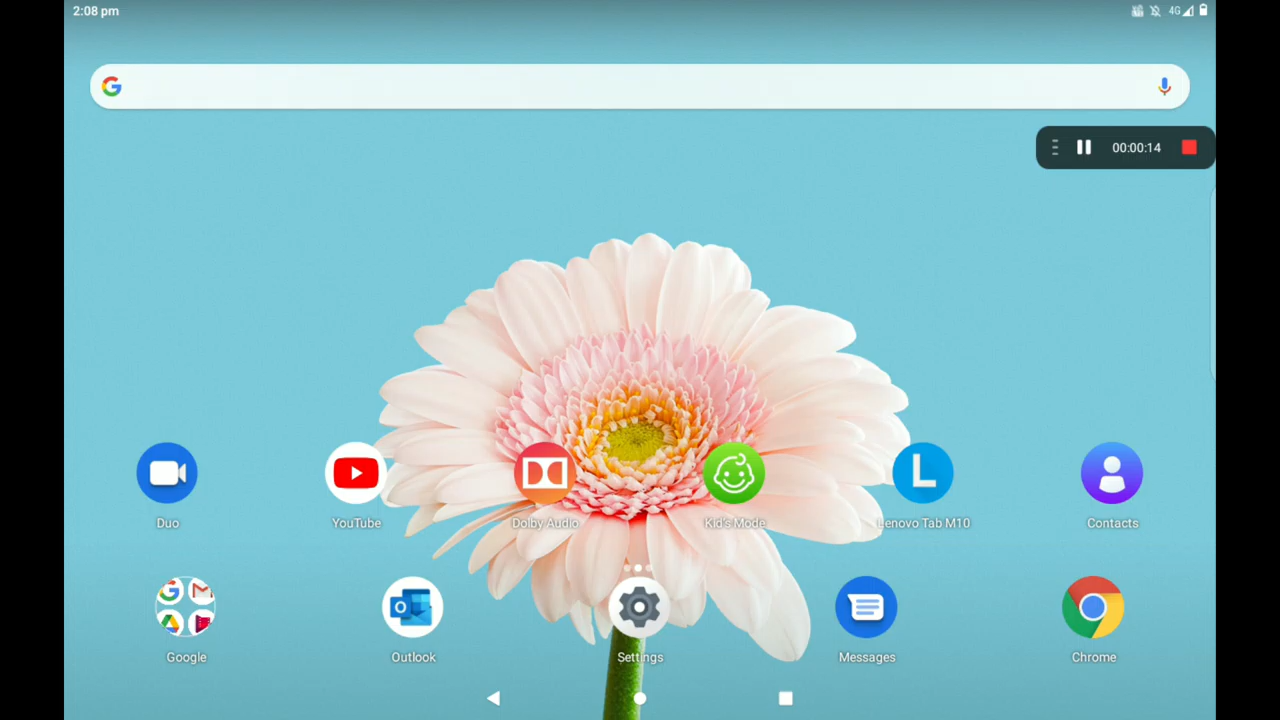 2:08 pm
4G
00:00:14
Duo
YouTube
Dolby Audio
Kid's Mode
Lenovo Tab M10
Contacts
Google
Outlook
Settings
Messages
Chrome